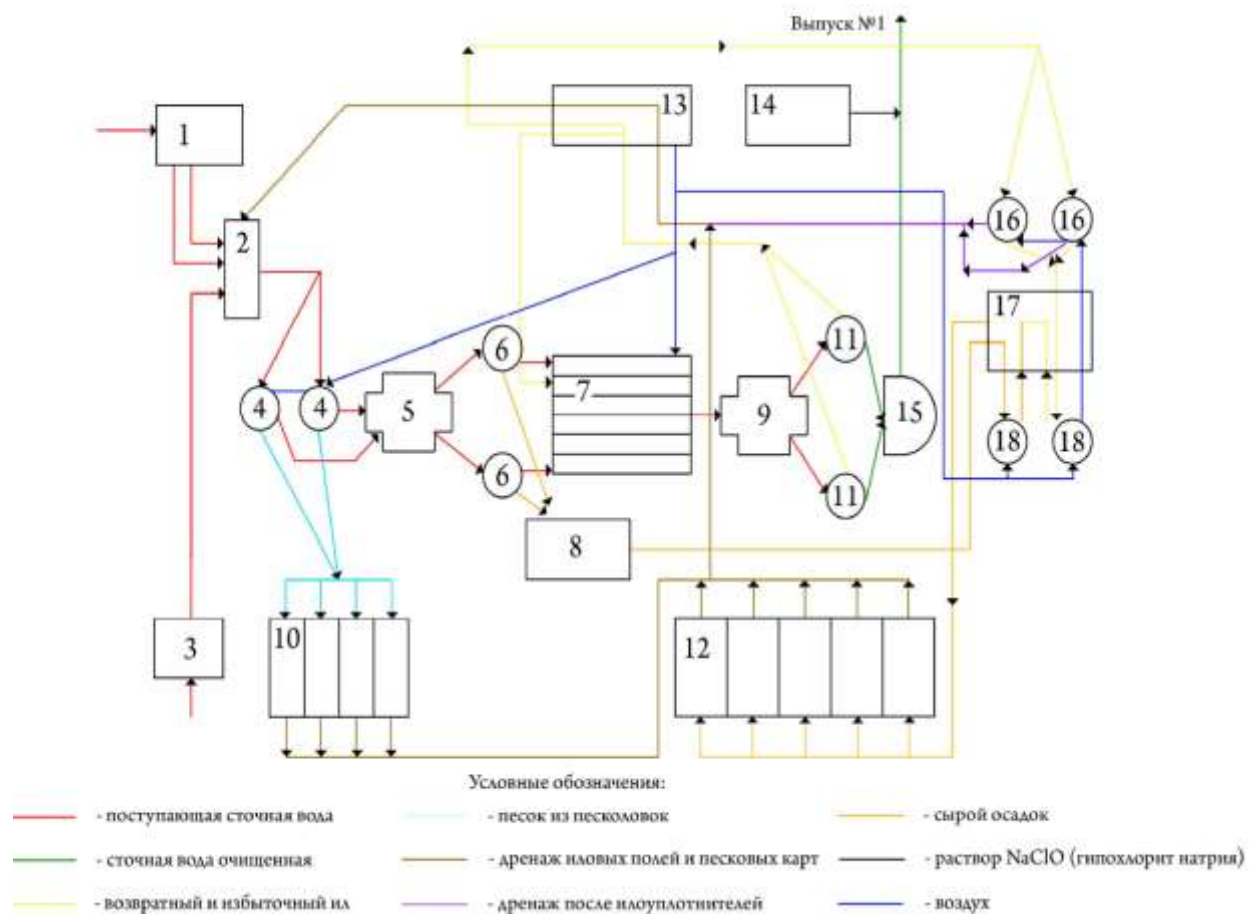 Выпуск №1
13
14
1
16
16
2
17
6
11
7
4
4
5
9
15
18
18
6
11
8
3
10
12
Условные обозначения:
- поступающая сточная вода
- песок из песколовок
- сырой осадок
- сточная вода очищенная
- дренаж иловых полей и песковых карт
- раствор NaClO (гипохлорит натрия)
- возвратный и избыточный ил
- дренаж после илоуплотнителей
- воздух